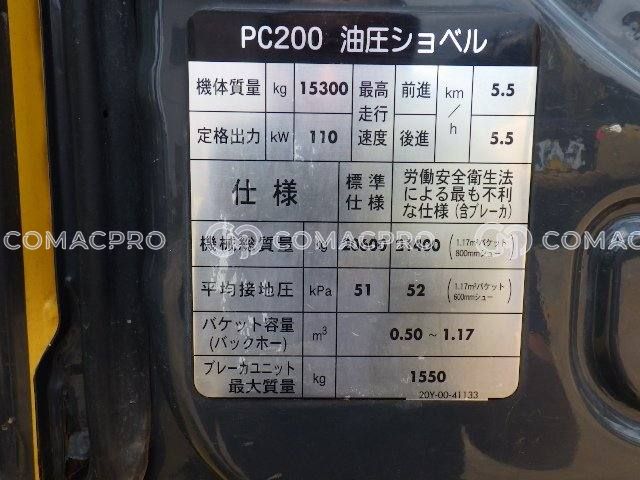 PC200 油圧ショベル
機体質量 kg 15300 最高走行速度 前進 km/h 5.5
定格出力 kW 110 後進 5.5
仕様 標準仕様 労働安全衛生法による最も不利な仕様 (含ブレーカ)
COMACPRO COMACPRO COMACPRO COMACPRO
機械総質量 kg (1.17m³バケット 800mmシュー)
平均接地圧 kPa 51 52 (1.17m³バケット 600mmシュー)
バケット容量 (バックホー) m³ 0.50 ~ 1.17
ブレーカユニット最大質量 kg 1550
20Y-00-41133